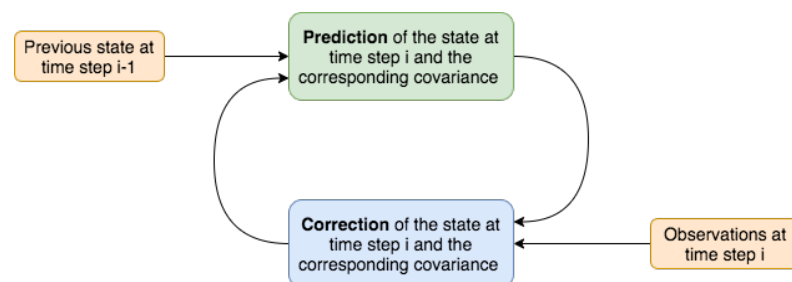 Previous state at
time step i-1
Prediction of the state at
time step i and the
corresponding covariance
Correction of the state at
time step i and the
corresponding covariance
Observations at
time step i